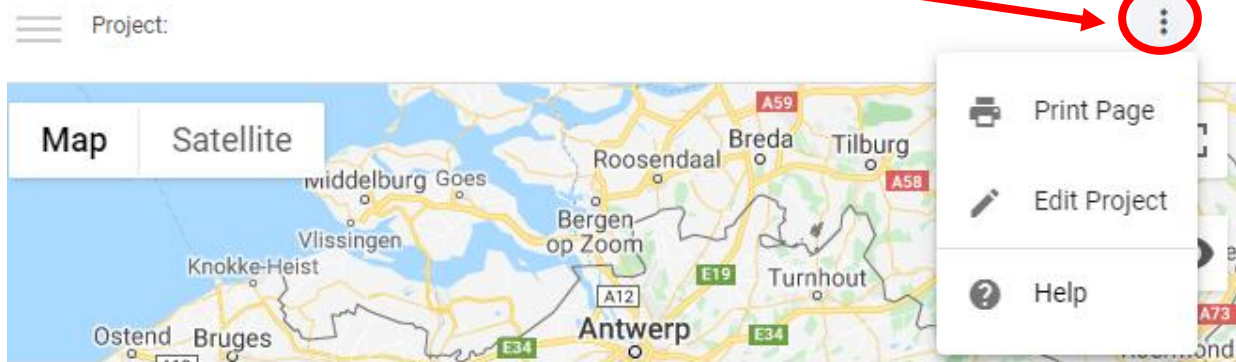 Project:
Print Page
Edit Project
Help
Map
Satellite
A59
Breda
Tilburg
Roosendaal
A58
Middelburg
Goes
Bergen
op Zoom
Vlissingen
Knokke-Heist
E19
Turnhout
A12
Antwerp
E34
E34
A73
Ostend
Bruges